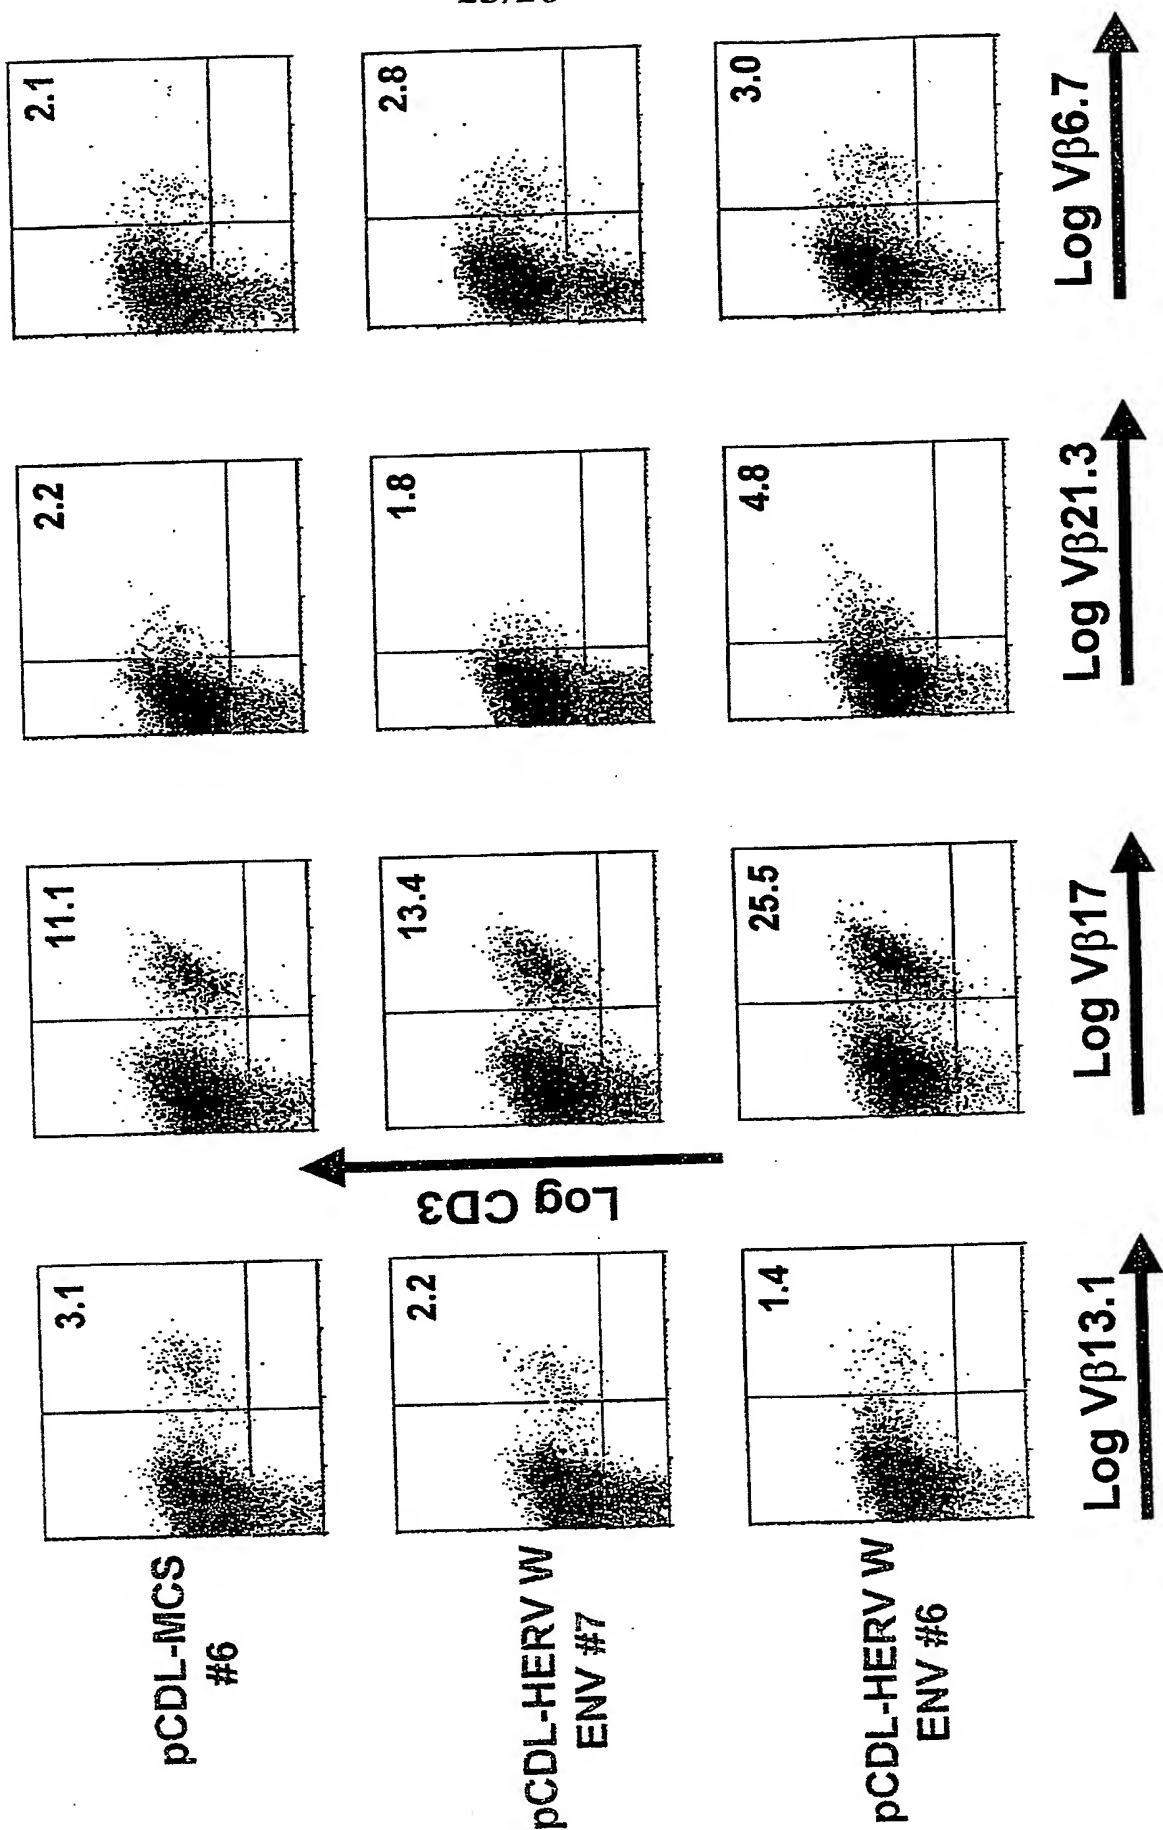 pCDL-MCS
#6
3.1
11.1
2.2
2.1
Log CD3
pCDL-HERV W
ENV #7
2.2
13.4
1.8
2.8
pCDL-HERV W
ENV #6
1.4
25.5
4.8
3.0
Log Vβ13.1
Log Vβ17
Log Vβ21.3
Log Vβ6.7